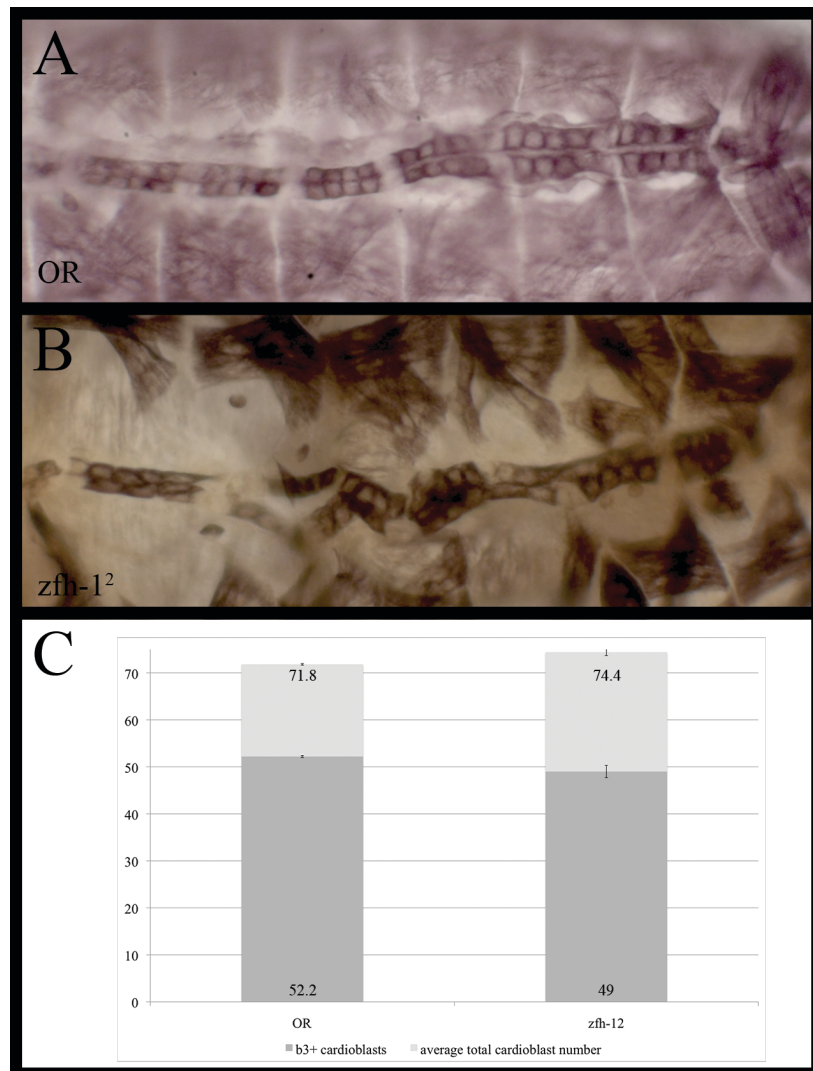 A
OR
B
zfh-1²
C
70
71.8
74.4
60
50
40
30
20
10
52.2
49
0
OR
zfh-12
b3+ cardioblasts average total cardioblast number